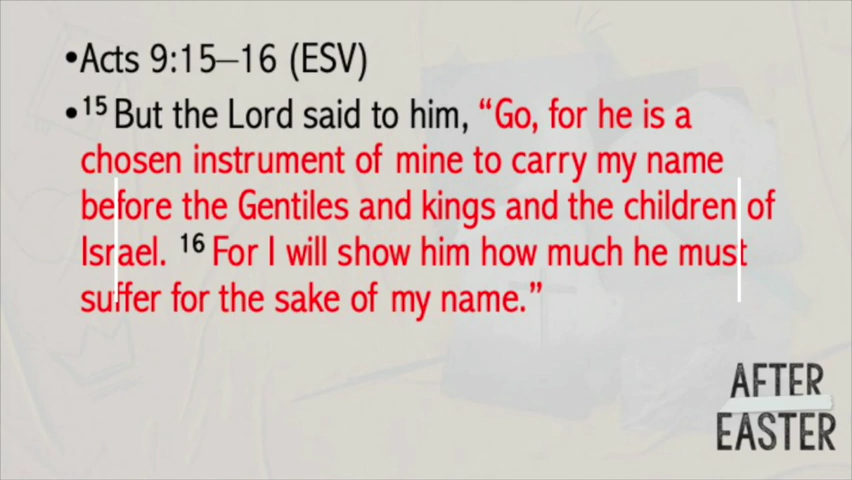 •Acts 9:15–16 (ESV)
•15 But the Lord said to him, “Go, for he is a
chosen instrument of mine to carry my name
before the Gentiles and kings and the children of
Israel. 16 For I will show him how much he must
suffer for the sake of my name.”
AFTER
EASTER